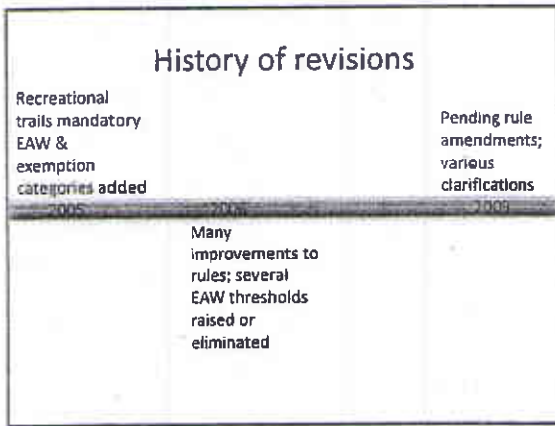 History of revisions
Recreational
trails mandatory
EAW &
exemption
categories added
Pending rule
amendments;
various
clarifications
2005
2009
Many
improvements to
rules; several
EAW thresholds
raised or
eliminated